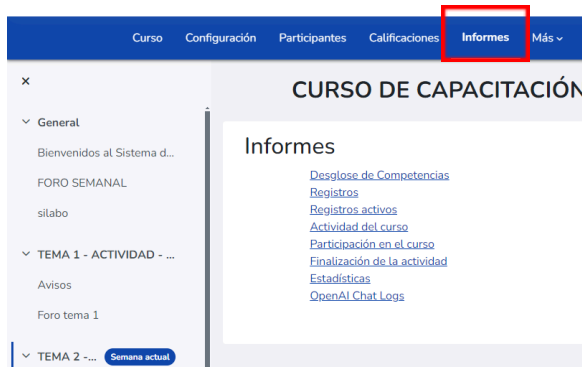 Curso Configuración Participantes Calificaciones Informes Más
×
CURSO DE CAPACITACIÓN
General
Bienvenidos al Sistema d...
FORO SEMANAL
silabo
TEMA 1 - ACTIVIDAD - ...
Avisos
Foro tema 1
TEMA 2 -... Semana actual
Informes
Desglose de Competencias
Registros
Registros activos
Actividad del curso
Participación en el curso
Finalización de la actividad
Estadísticas
OpenAI Chat Logs